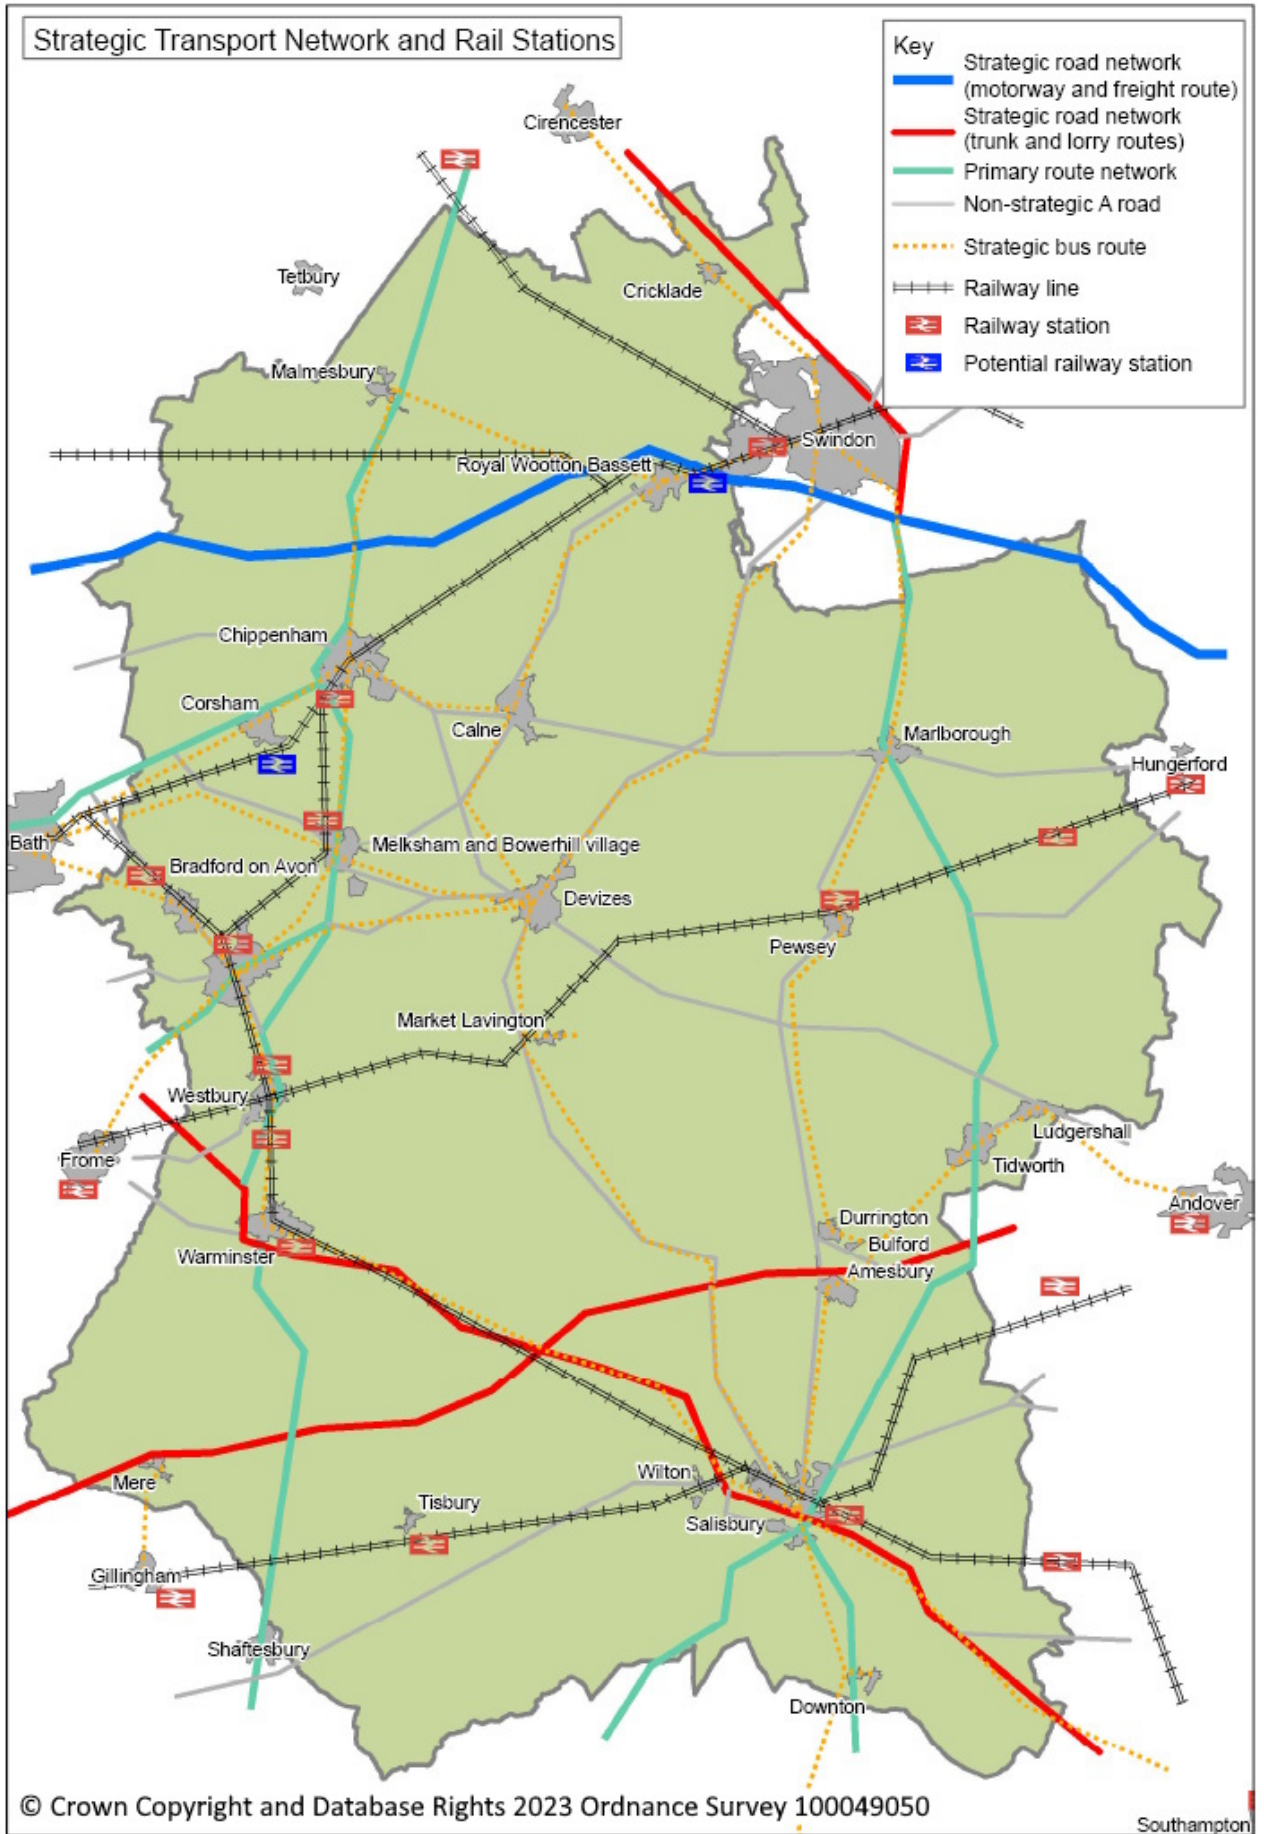 Strategic Transport Network and Rail Stations
Key
Strategic road network
(motorway and freight route)
Strategic road network
(trunk and lorry routes)
Primary route network
Non-strategic A road
Strategic bus route
Railway line
Railway station
Potential railway station
Cirencester
Tetbury
Cricklade
Malmesbury
Swindon
Royal Wootton Bassett
Chippenham
Corsham
Calne
Marlborough
Hungerford
Bath
Melksham and Bowerhill village
Bradford on Avon
Devizes
Pewsey
Market Lavington
Westbury
Ludgershall
Frome
Tidworth
Andover
Durrington
Bulford
Warminster
Amesbury
Mere
Wilton
Tisbury
Salisbury
Gillingham
Shaftesbury
Downton
© Crown Copyright and Database Rights 2023 Ordnance Survey 100049050
Southampton